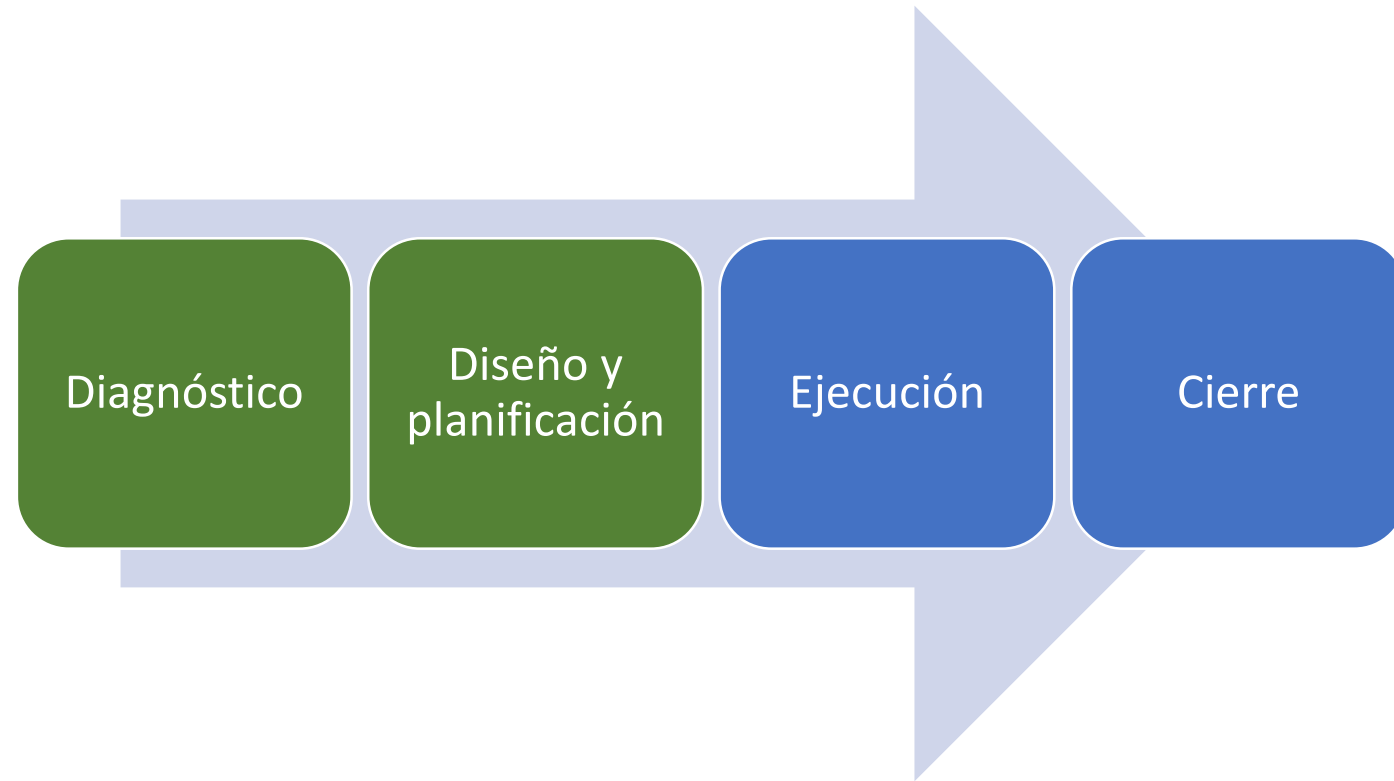 Diagnóstico
Diseño y
planificación
Ejecución
Cierre